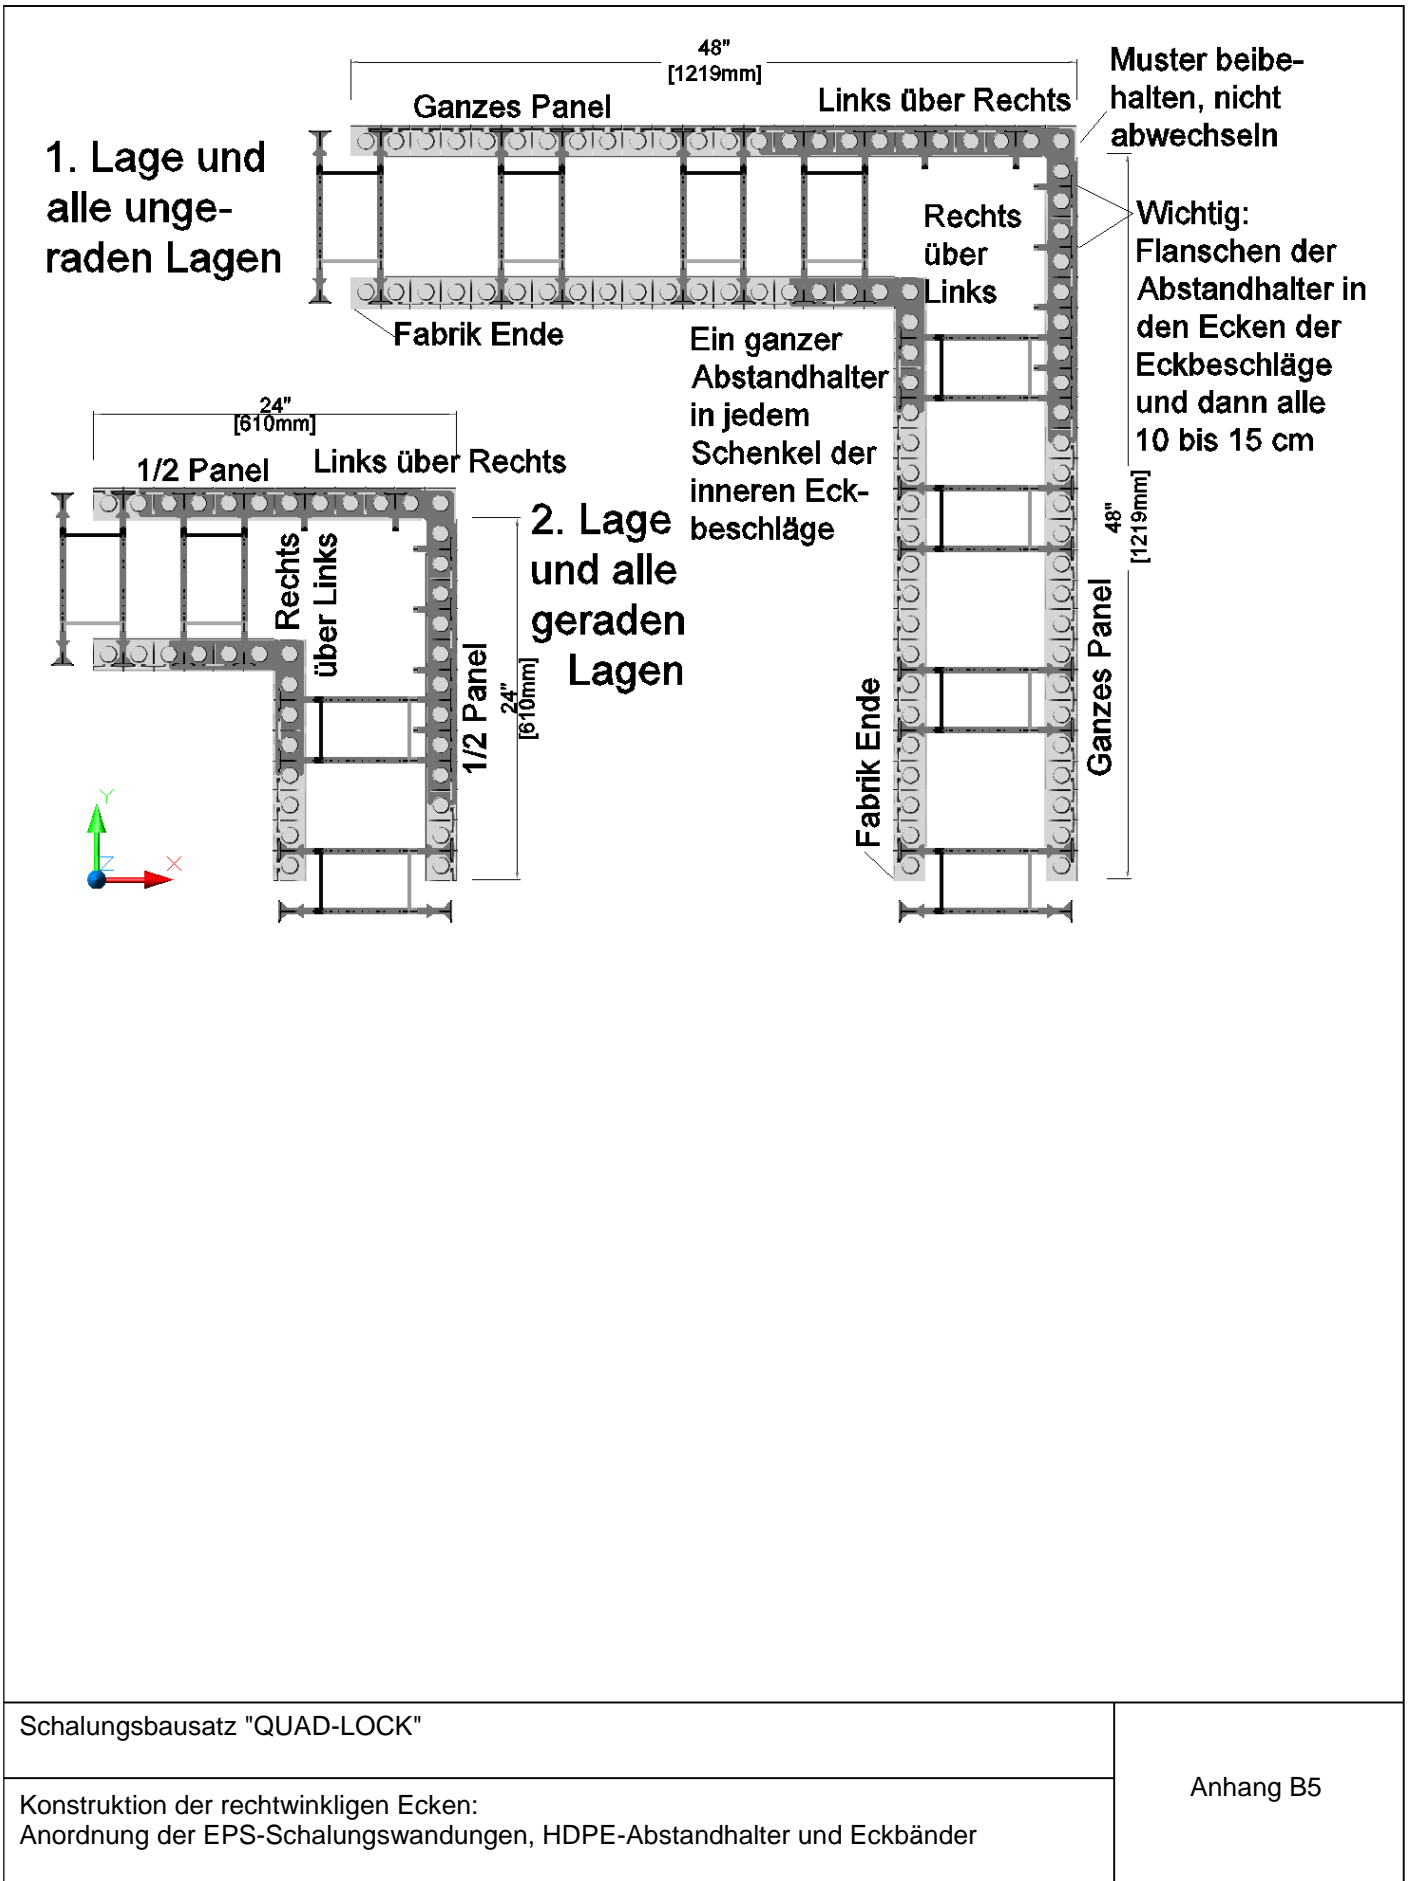 48"
[1219mm]
Ganzes Panel
Links über Rechts
Muster beibe-
halten, nicht
abwechseln
1. Lage und
alle unge-
raden Lagen
Rechts
über
Links
Wichtig:
Flanschen der
Abstandhalter in
den Ecken der
Eckbeschläge
und dann alle
10 bis 15 cm
Fabrik Ende
Ein ganzer
Abstandhalter
in jedem
Schenkel der
inneren Eck-
beschläge
24"
[610mm]
1/2 Panel
Links über Rechts
2. Lage
und alle
geraden
Lagen
Rechts
über Links
1/2 Panel
24"
[610mm]
48"
[1219mm]
Ganzes Panel
Fabrik Ende
Y
Z
X
Schalungsbausatz "QUAD-LOCK"
Anhang B5
Konstruktion der rechtwinkligen Ecken:
Anordnung der EPS-Schalungswandungen, HDPE-Abstandhalter und Eckbänder